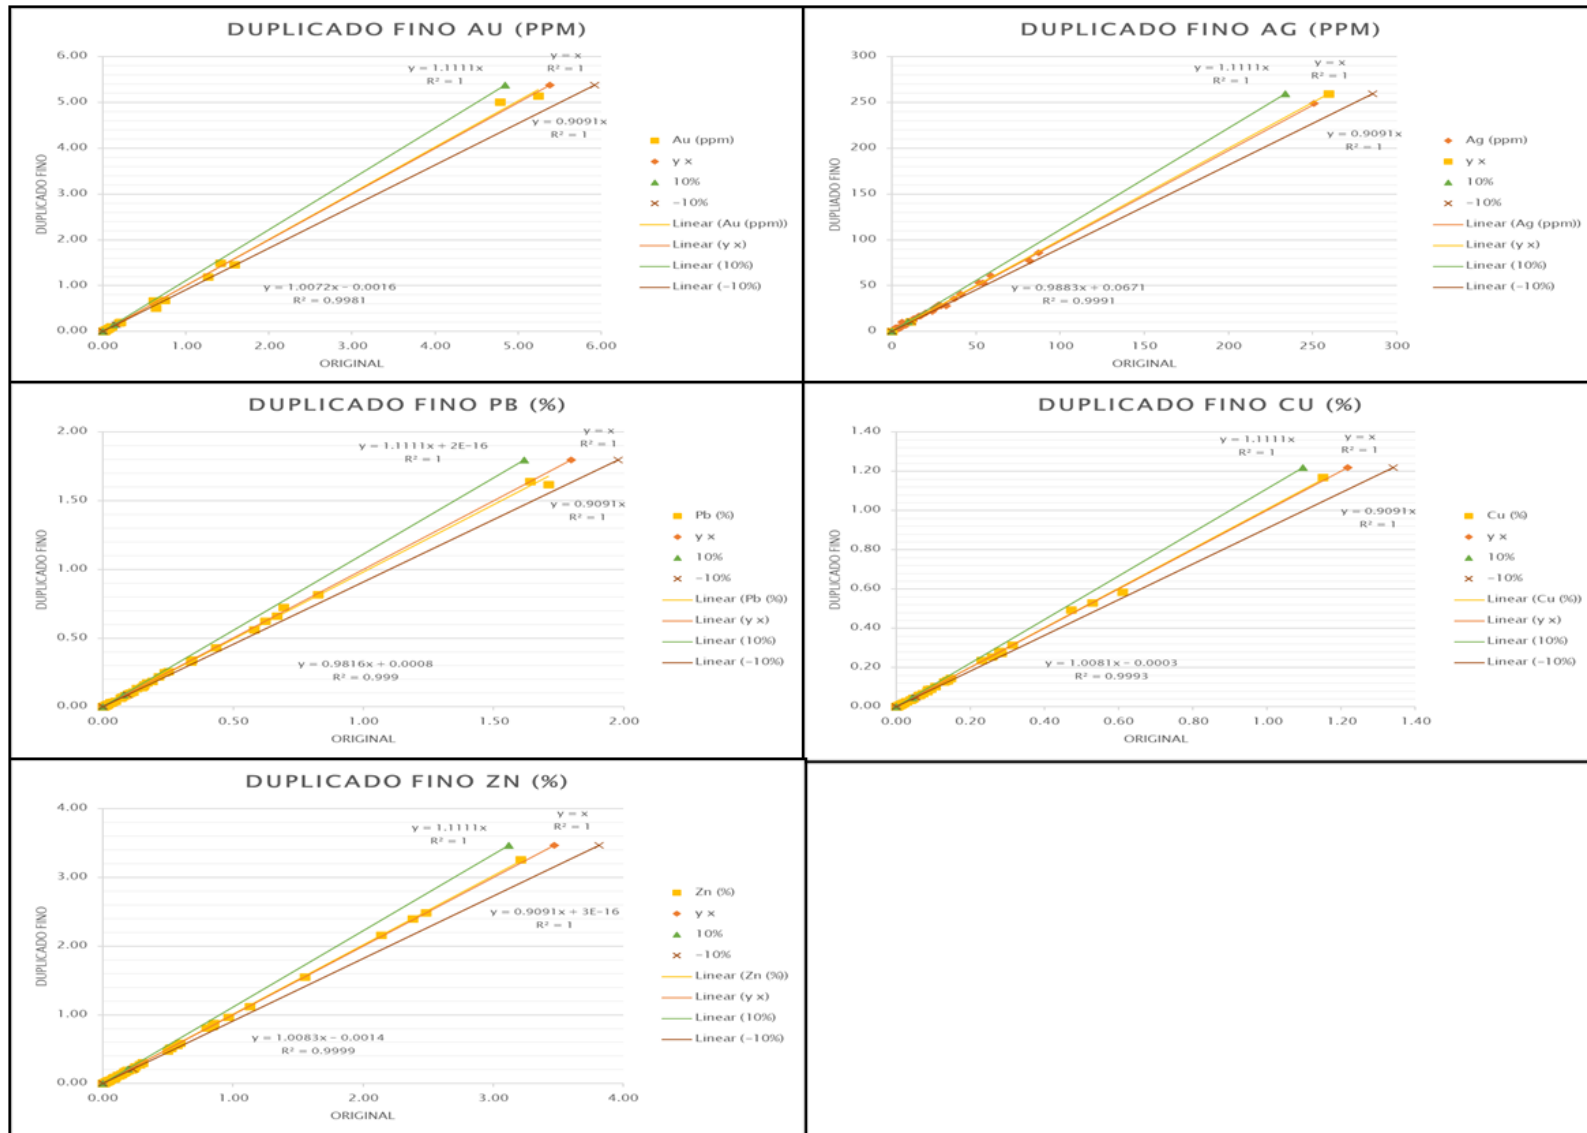 DUPLICADO FINO AU (PPM)
6.00
5.00
4.00
3.00
2.00
1.00
0.00
DUPLICADO FINO
y = 1.1111x
R² = 1
y = x
R² = 1
y = 0.9091x
R² = 1
y = 1.0072x - 0.0016
R² = 0.9981
0.00 1.00 2.00 3.00 4.00 5.00 6.00
ORIGINAL
Au (ppm)
y x
10%
-10%
Linear (Au (ppm))
Linear (y x)
Linear (10%)
Linear (-10%)
DUPLICADO FINO AG (PPM)
300
250
200
150
100
50
0
DUPLIADO FINO
y = 1.1111x
R² = 1
y = x
R² = 1
y = 0.9091x
R² = 1
y = 0.9883x + 0.0671
R² = 0.9991
0 50 100 150 200 250 300
ORIGINAL
Ag (ppm)
y x
10%
-10%
Linear (Ag (ppm))
Linear (y x)
Linear (10%)
Linear (-10%)
DUPLICADO FINO PB (%)
2.00
1.50
1.00
0.50
0.00
DUPLICADO FINO
y = 1.1111x + 2E-16
R² = 1
y = x
R² = 1
y = 0.9091x
R² = 1
y = 0.9816x + 0.0008
R² = 0.999
0.00 0.50 1.00 1.50 2.00
ORIGINAL
Pb (%)
y x
10%
-10%
Linear (Pb (%))
Linear (y x)
Linear (10%)
Linear (-10%)
DUPLICADO FINO CU (%)
1.40
1.20
1.00
0.80
0.60
0.40
0.20
0.00
DUPLICADO FINO
y = 1.1111x
R² = 1
y = x
R² = 1
y = 0.9091x
R² = 1
y = 1.0081x - 0.0003
R² = 0.9993
0.00 0.20 0.40 0.60 0.80 1.00 1.20 1.40
ORIGINAL
Cu (%)
y x
10%
-10%
Linear (Cu (%))
Linear (y x)
Linear (10%)
Linear (-10%)
DUPLICADO FINO ZN (%)
4.00
3.00
2.00
1.00
0.00
DUPLICADO FINO
y = 1.1111x
R² = 1
y = x
R² = 1
y = 0.9091x + 3E-16
R² = 1
y = 1.0083x - 0.0014
R² = 0.9999
0.00 1.00 2.00 3.00 4.00
ORIGINAL
Zn (%)
y x
10%
-10%
Linear (Zn (%))
Linear (y x)
Linear (10%)
Linear (-10%)